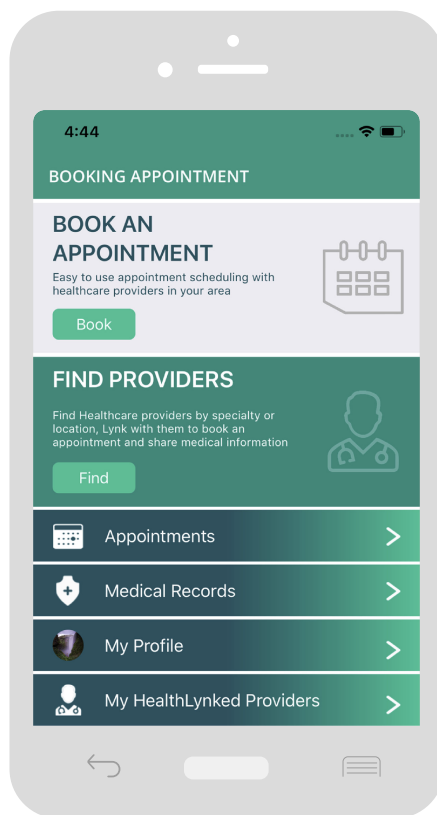 4:44
BOOKING APPOINTMENT
BOOK AN
APPOINTMENT
Easy to use appointment scheduling with
healthcare providers in your area
Book
FIND PROVIDERS
Find Healthcare providers by specialty or
location, Lynk with them to book an
appointment and share medical information
Find
Appointments
Medical Records
My Profile
My HealthLynked Providers